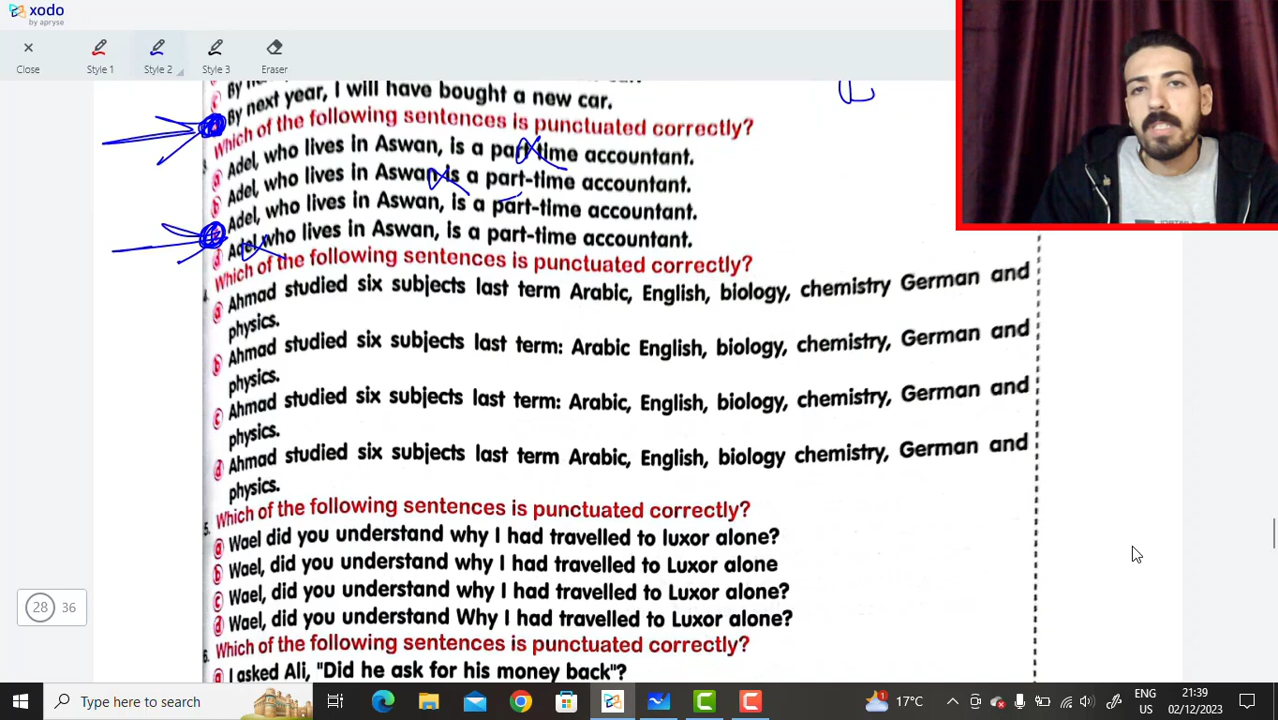 xodo
by apryse
Close
Style 1
Style 2
Style 3
Eraser
By next year, I will have bought a new car.
3. Which of the following sentences is punctuated correctly?
a Adel, who lives in Aswan, is a part time accountant.
b Adel, who lives in Aswan is a part-time accountant.
c Adel, who lives in Aswan, is a part-time accountant.
d Adel who lives in Aswan, is a part-time accountant.
4. Which of the following sentences is punctuated correctly?
a Ahmad studied six subjects last term Arabic, English, biology, chemistry German and
physics.
b Ahmad studied six subjects last term: Arabic English, biology, chemistry, German and
physics.
c Ahmad studied six subjects last term: Arabic, English, biology, chemistry, German and
physics.
d Ahmad studied six subjects last term Arabic, English, biology chemistry, German and
physics.
5. Which of the following sentences is punctuated correctly?
a Wael did you understand why I had travelled to luxor alone?
b Wael, did you understand why I had travelled to Luxor alone
c Wael, did you understand why I had travelled to Luxor alone?
d Wael, did you understand Why I had travelled to Luxor alone?
6. Which of the following sentences is punctuated correctly?
a I asked Ali, "Did he ask for his money back"?
28 36
Type here to search
17°C
ENG
US
21:39
02/12/2023